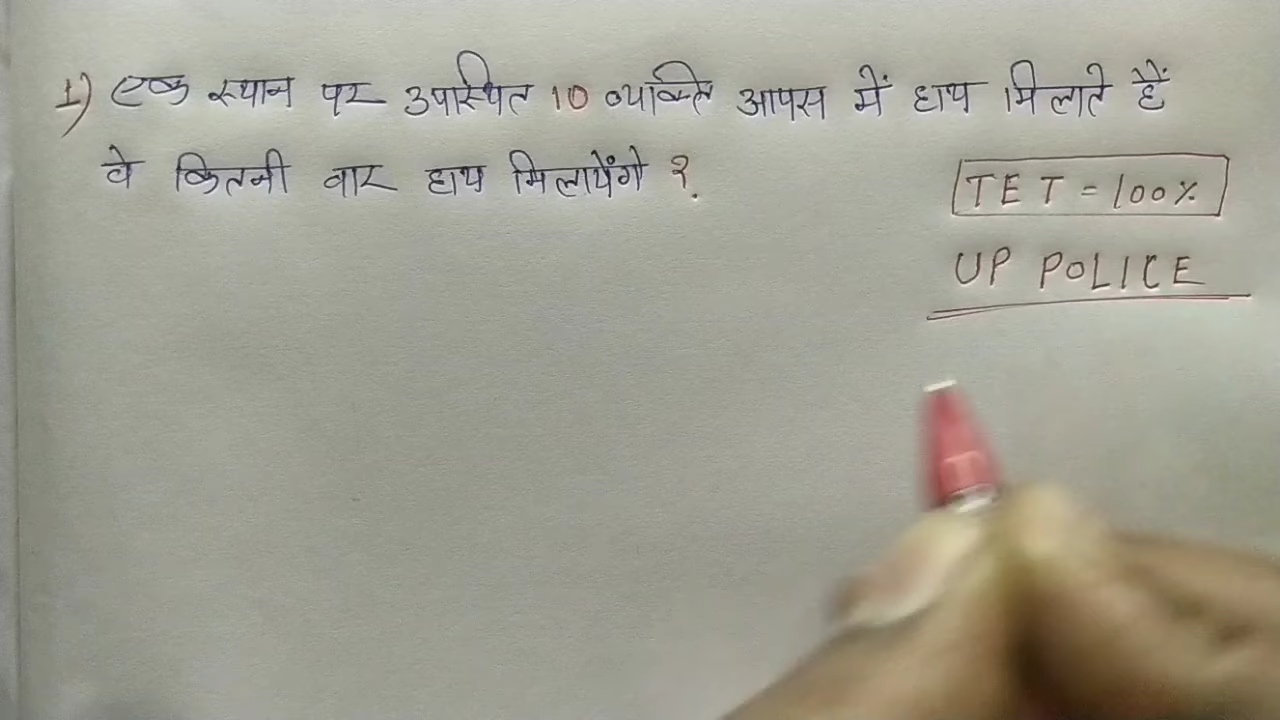 1) एक स्थान पर उपस्थित 10 व्यक्ति आपस में हाथ मिलाते हैं
वे कितनी वार हाथ मिलायेंगे ?
TET = 100%
UP POLICE